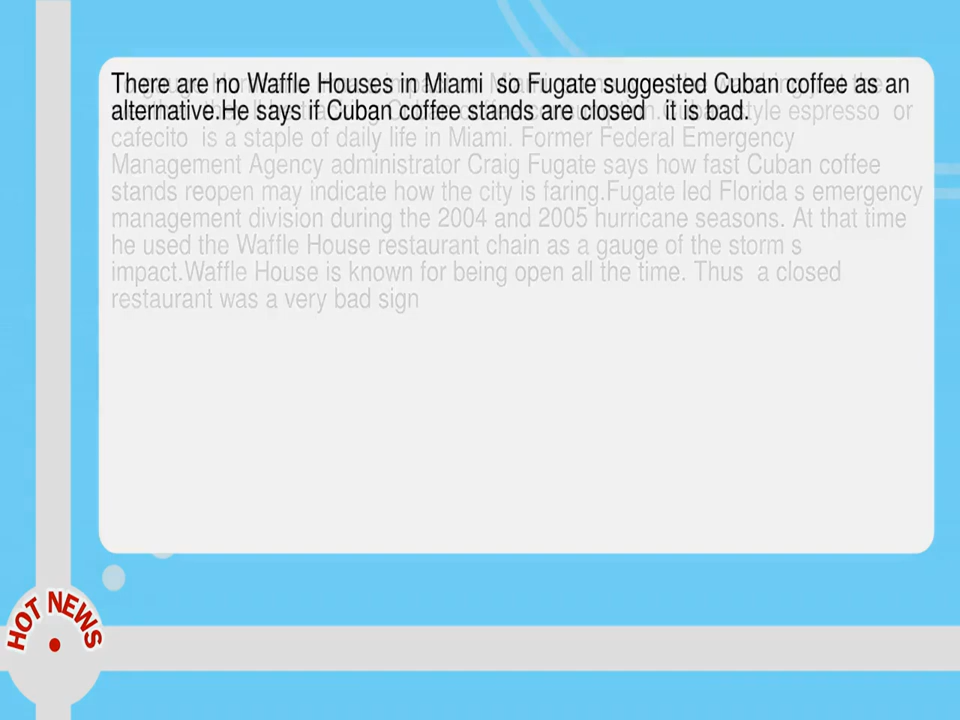 There are no Waffle Houses in Miami  so Fugate suggested Cuban coffee as an
alternative.He says if Cuban coffee stands are closed   it is bad.
style espresso  or
cafecito  is a staple of daily life in Miami. Former Federal Emergency
Management Agency administrator Craig Fugate says how fast Cuban coffee
stands reopen may indicate how the city is faring.Fugate led Florida s emergency
management division during the 2004 and 2005 hurricane seasons. At that time
he used the Waffle House restaurant chain as a gauge of the storm s
impact.Waffle House is known for being open all the time. Thus  a closed
restaurant was a very bad sign
HOT NEWS